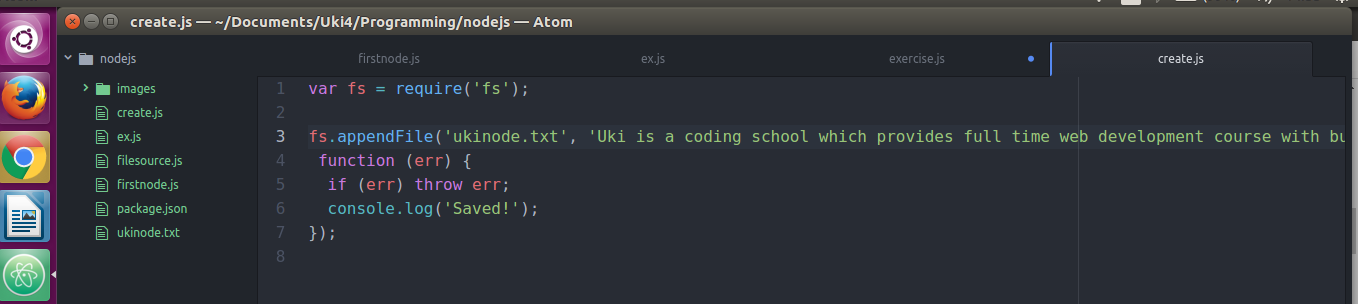 create.js — ~/Documents/Uki4/Programming/nodejs — Atom
nodejs
images
create.js
ex.js
filesource.js
firstnode.js
package.json
ukinode.txt
firstnode.js ex.js exercise.js create.js
1 var fs = require('fs');
2
3 fs.appendFile('ukinode.txt', 'Uki is a coding school which provides full time web development course with bu
4 function (err) {
5 if (err) throw err;
6 console.log('Saved!');
7 });
8